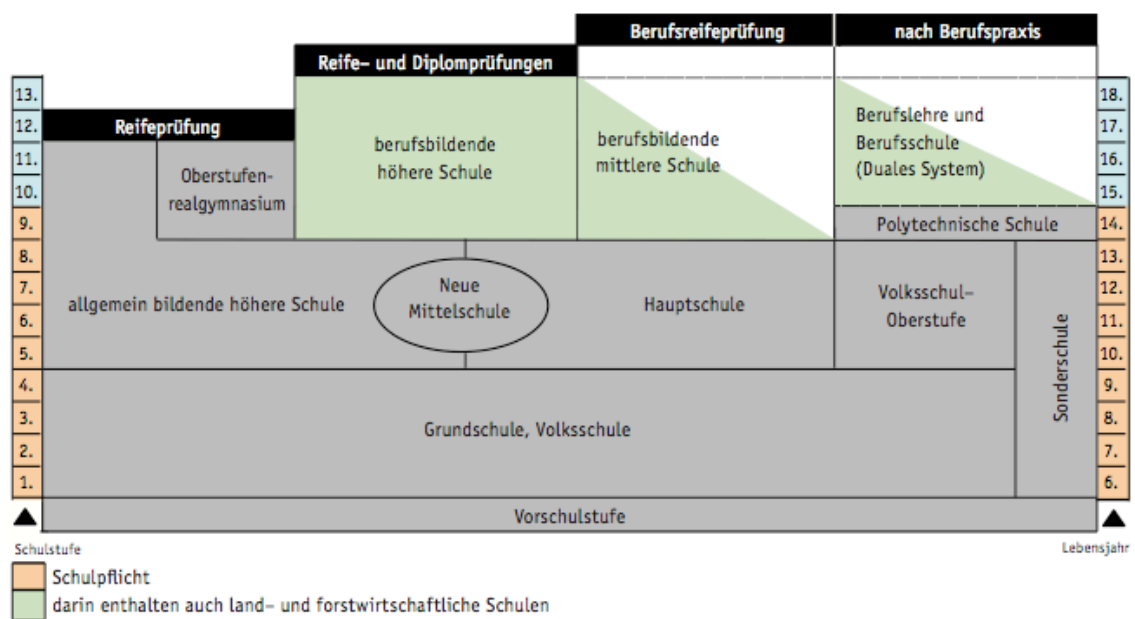 Berufsreifeprüfung
nach Berufspraxis
Reife– und Diplomprüfungen
13.
18.
12.
Reifeprüfung
berufsbildende
höhere Schule
berufsbildende
mittlere Schule
Berufslehre und
Berufsschule
(Duales System)
17.
11.
Oberstufen-
realgymnasium
16.
10.
15.
9.
Polytechnische Schule
14.
8.
13.
7.
allgemein bildende höhere Schule
Neue
Mittelschule
Hauptschule
Volksschul–
Oberstufe
12.
6.
11.
5.
10.
Sonderschule
4.
9.
3.
Grundschule, Volksschule
8.
2.
7.
1.
6.
Vorschulstufe
Schulstufe
Lebensjahr
Schulpflicht
darin enthalten auch land– und forstwirtschaftliche Schulen